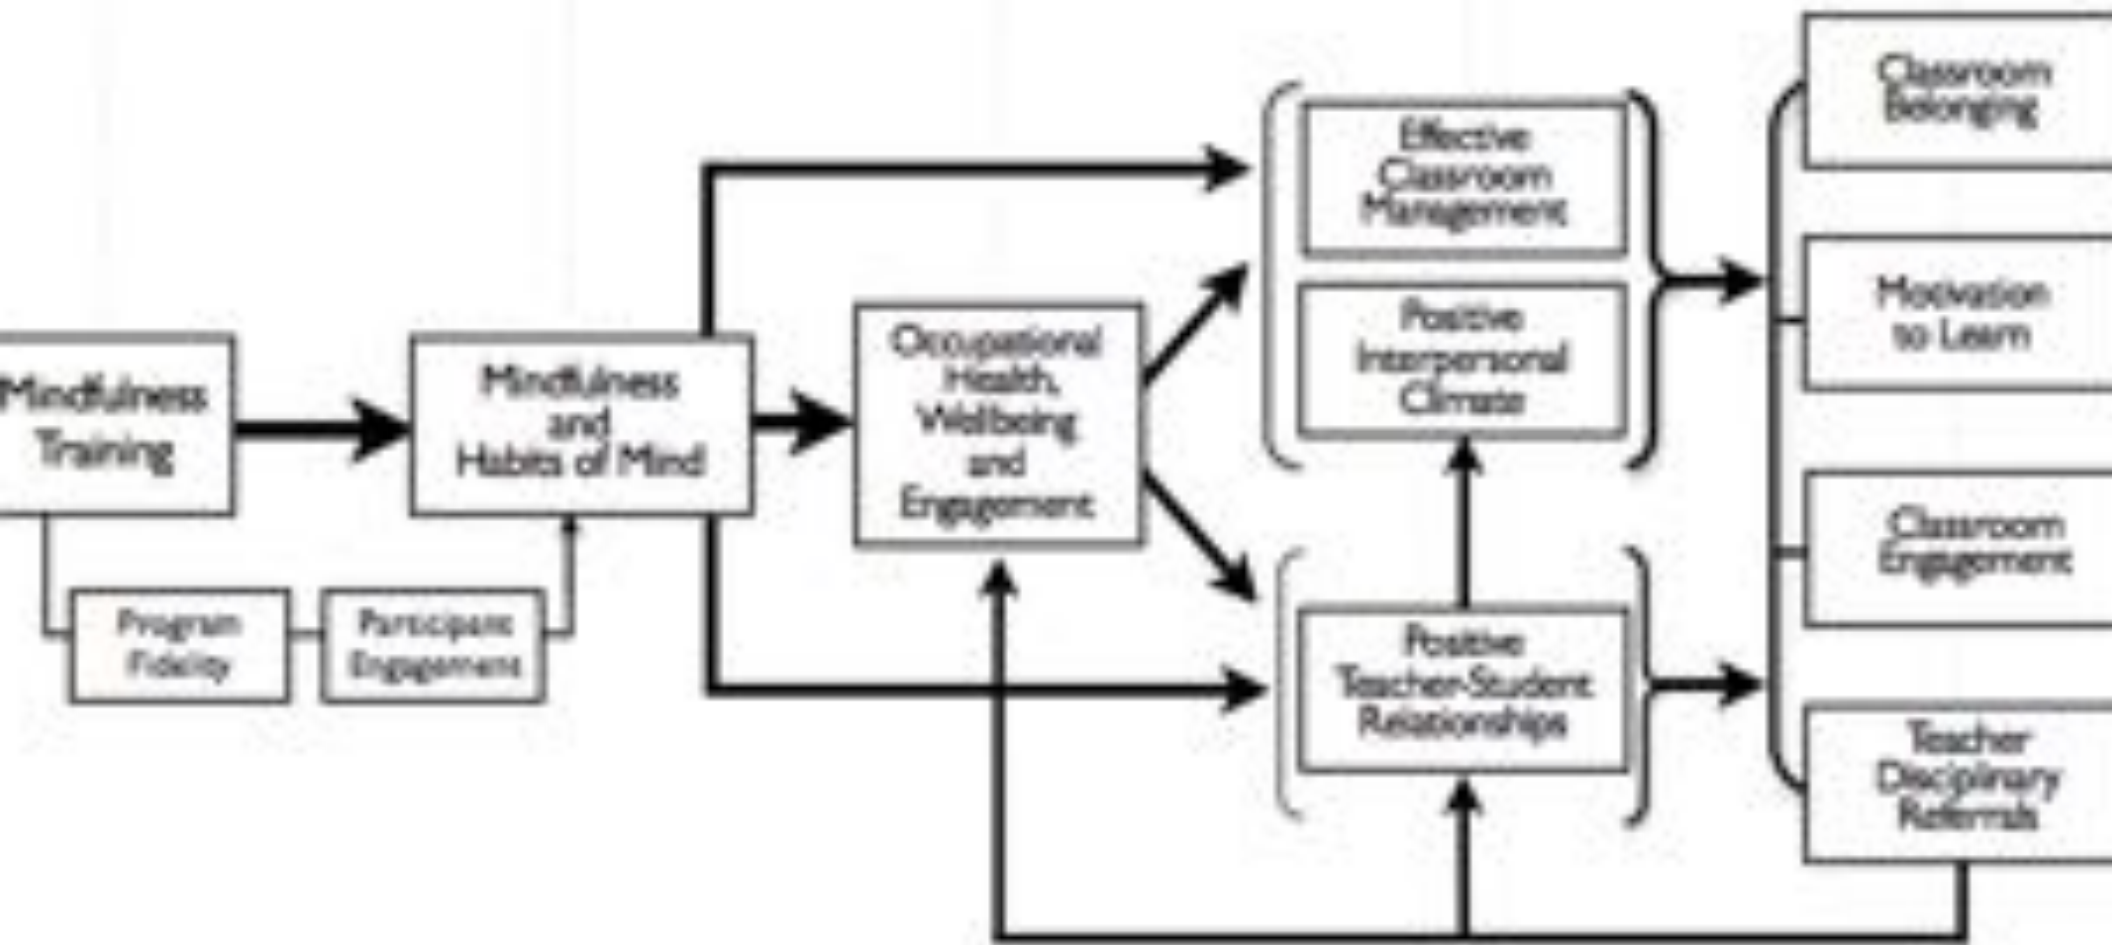 Mindfulness
Training
Program
Fidelity
Participant
Engagement
Mindfulness
and
Habits of Mind
Occupational
Health,
Wellbeing
and
Engagement
Effective
Classroom
Management
Positive
Interpersonal
Climate
Positive
Teacher-Student
Relationships
Classroom
Belonging
Motivation
to Learn
Classroom
Engagement
Teacher
Disciplinary
Referrals